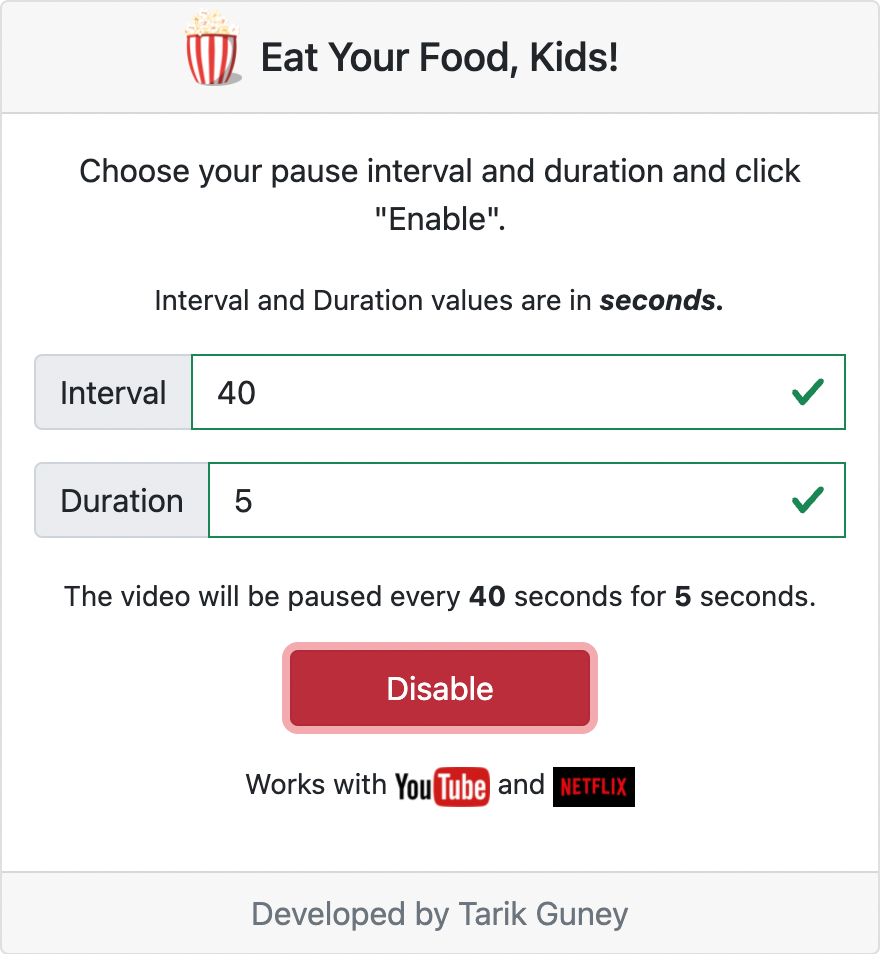 Eat Your Food, Kids!
Choose your pause interval and duration and click
"Enable".
Interval and Duration values are in seconds.
Interval 40
Duration 5
The video will be paused every 40 seconds for 5 seconds.
Disable
Works with YouTube and NETFLIX
Developed by Tarik Guney